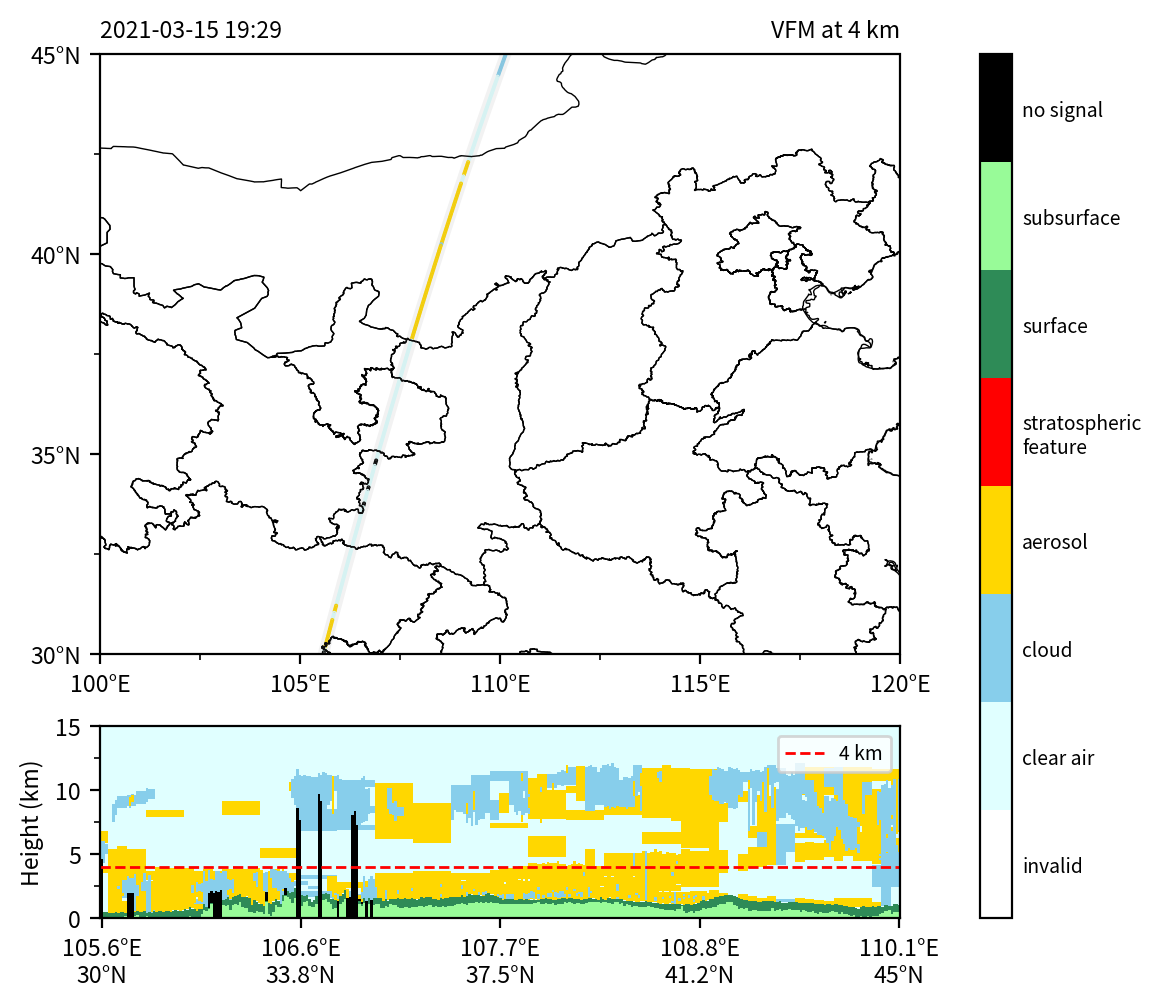 2021-03-15 19:29
VFM at 4 km
45°N
40°N
35°N
30°N
100°E
105°E
110°E
115°E
120°E
no signal
subsurface
surface
stratospheric
feature
aerosol
cloud
clear air
invalid
Height (km)
15
10
5
0
4 km
105.6°E
30°N
106.6°E
33.8°N
107.7°E
37.5°N
108.8°E
41.2°N
110.1°E
45°N